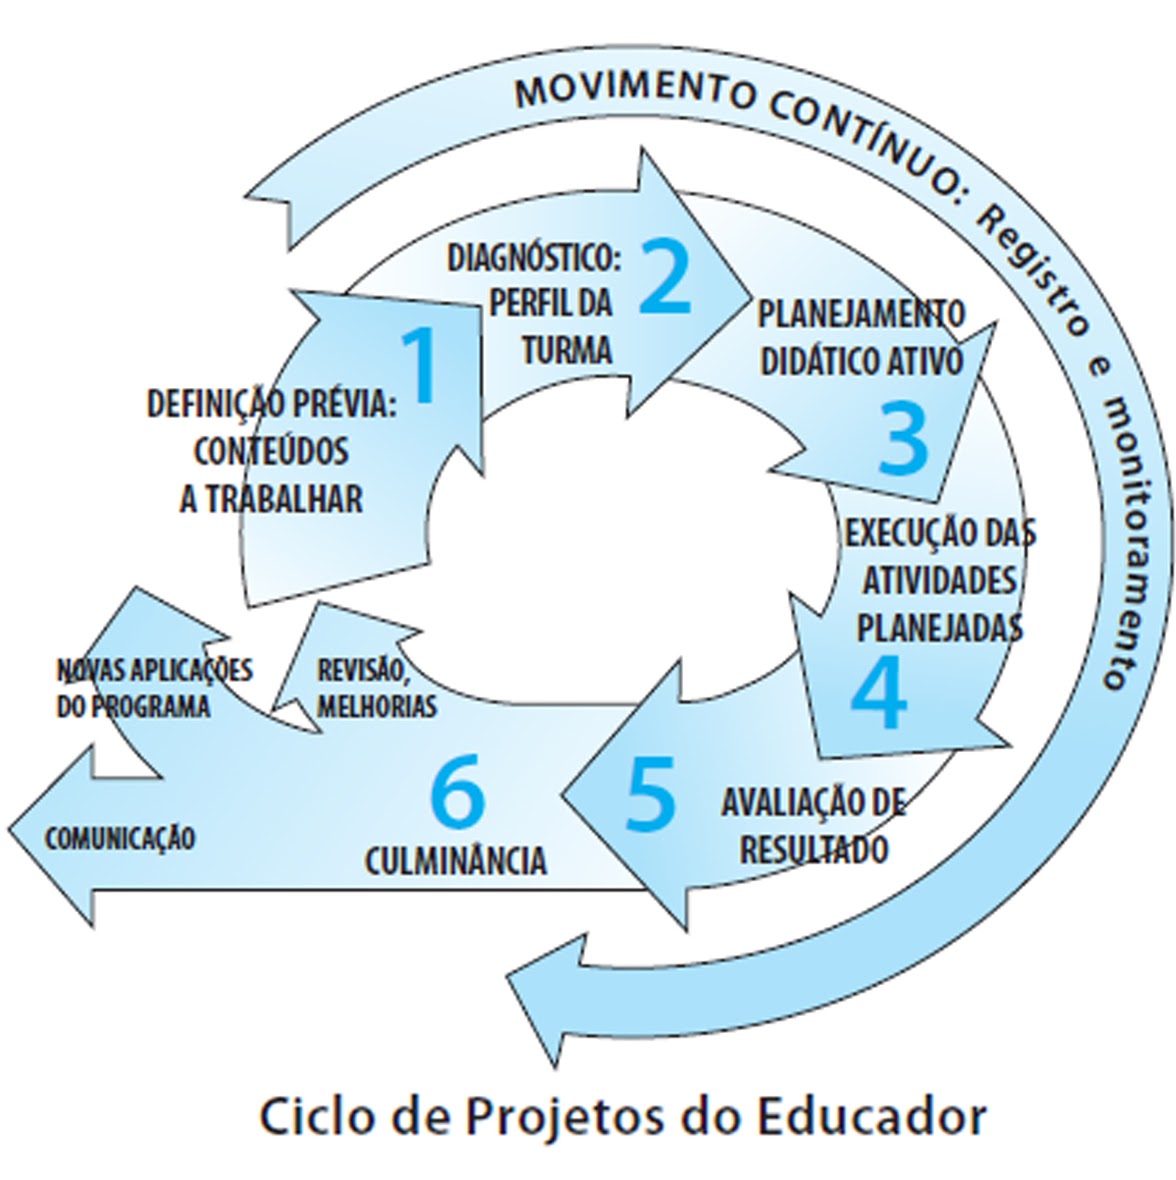 MOVIMENTO CONTÍNUO: Registro e monitoramento
1
DEFINIÇÃO PRÉVIA:
CONTEÚDOS
A TRABALHAR
2
DIAGNÓSTICO:
PERFIL DA
TURMA
PLANEJAMENTO
DIDÁTICO ATIVO
3
EXECUÇÃO DAS
ATIVIDADES
PLANEJADAS
4
5
AVALIAÇÃO DE
RESULTADO
6
CULMINÂNCIA
REVISÃO,
MELHORIAS
NOVAS APLICAÇÕES
DO PROGRAMA
COMUNICAÇÃO
Ciclo de Projetos do Educador